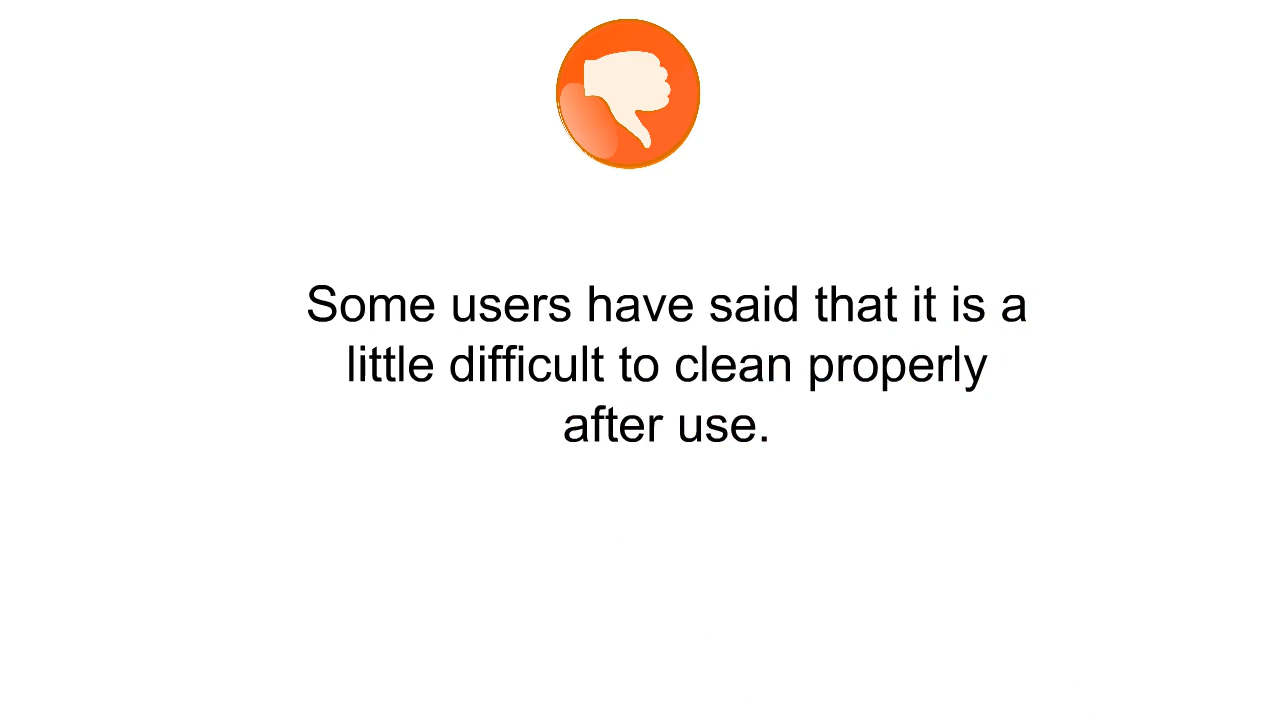 Some users have said that it is a
little difficult to clean properly
after use.